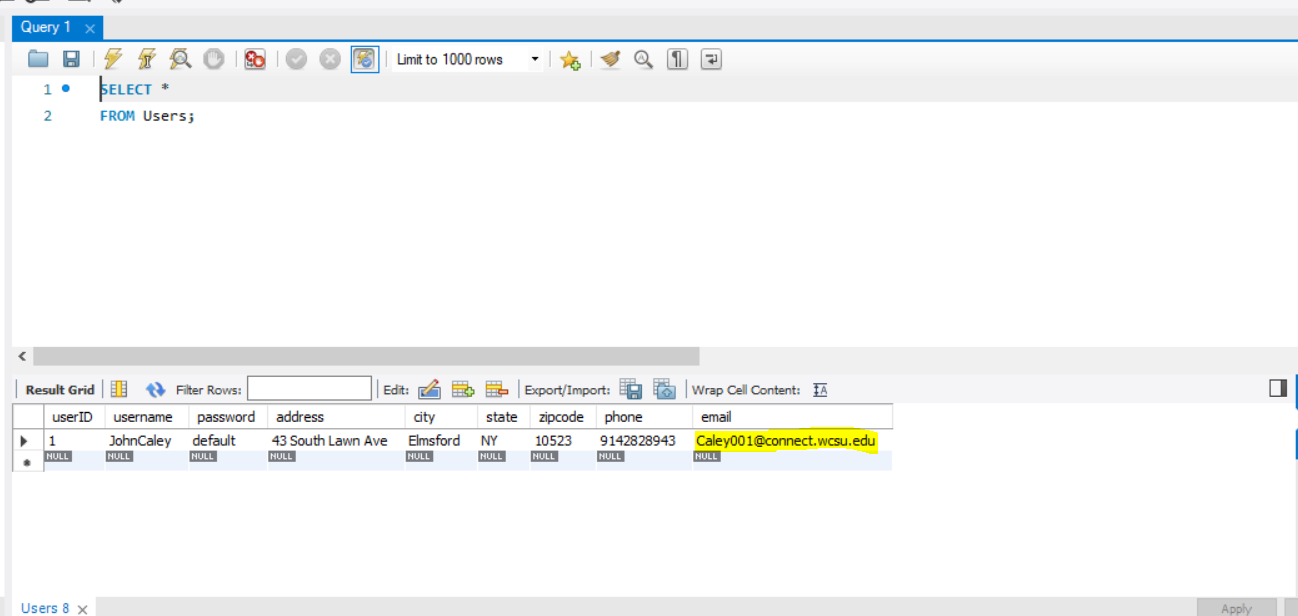 Query 1
Limit to 1000 rows
1 SELECT *
2 FROM Users;
Result Grid Filter Rows: Edit: Export/Import: Wrap Cell Content: IA
userID username password address city state zipcode phone email
1 JohnCaley default 43 South Lawn Ave Elmsford NY 10523 9142828943 Caley001@connect.wcsu.edu
NULL NULL NULL NULL NULL NULL NULL NULL NULL
Users 8 Apply